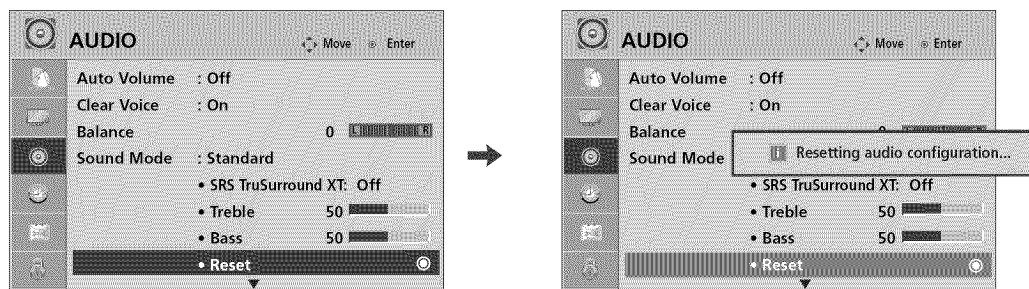 AUDIO
Move Enter
Auto Volume : Off
Clear Voice : On
Balance 0 L R
Sound Mode : Standard
• SRS TruSurround XT: Off
• Treble 50
• Bass 50
• Reset
AUDIO
Move Enter
Auto Volume : Off
Clear Voice : On
Balance 0
Sound Mode
i Resetting audio configuration...
• SRS TruSurround XT: Off
• Treble 50
• Bass 50
• Reset